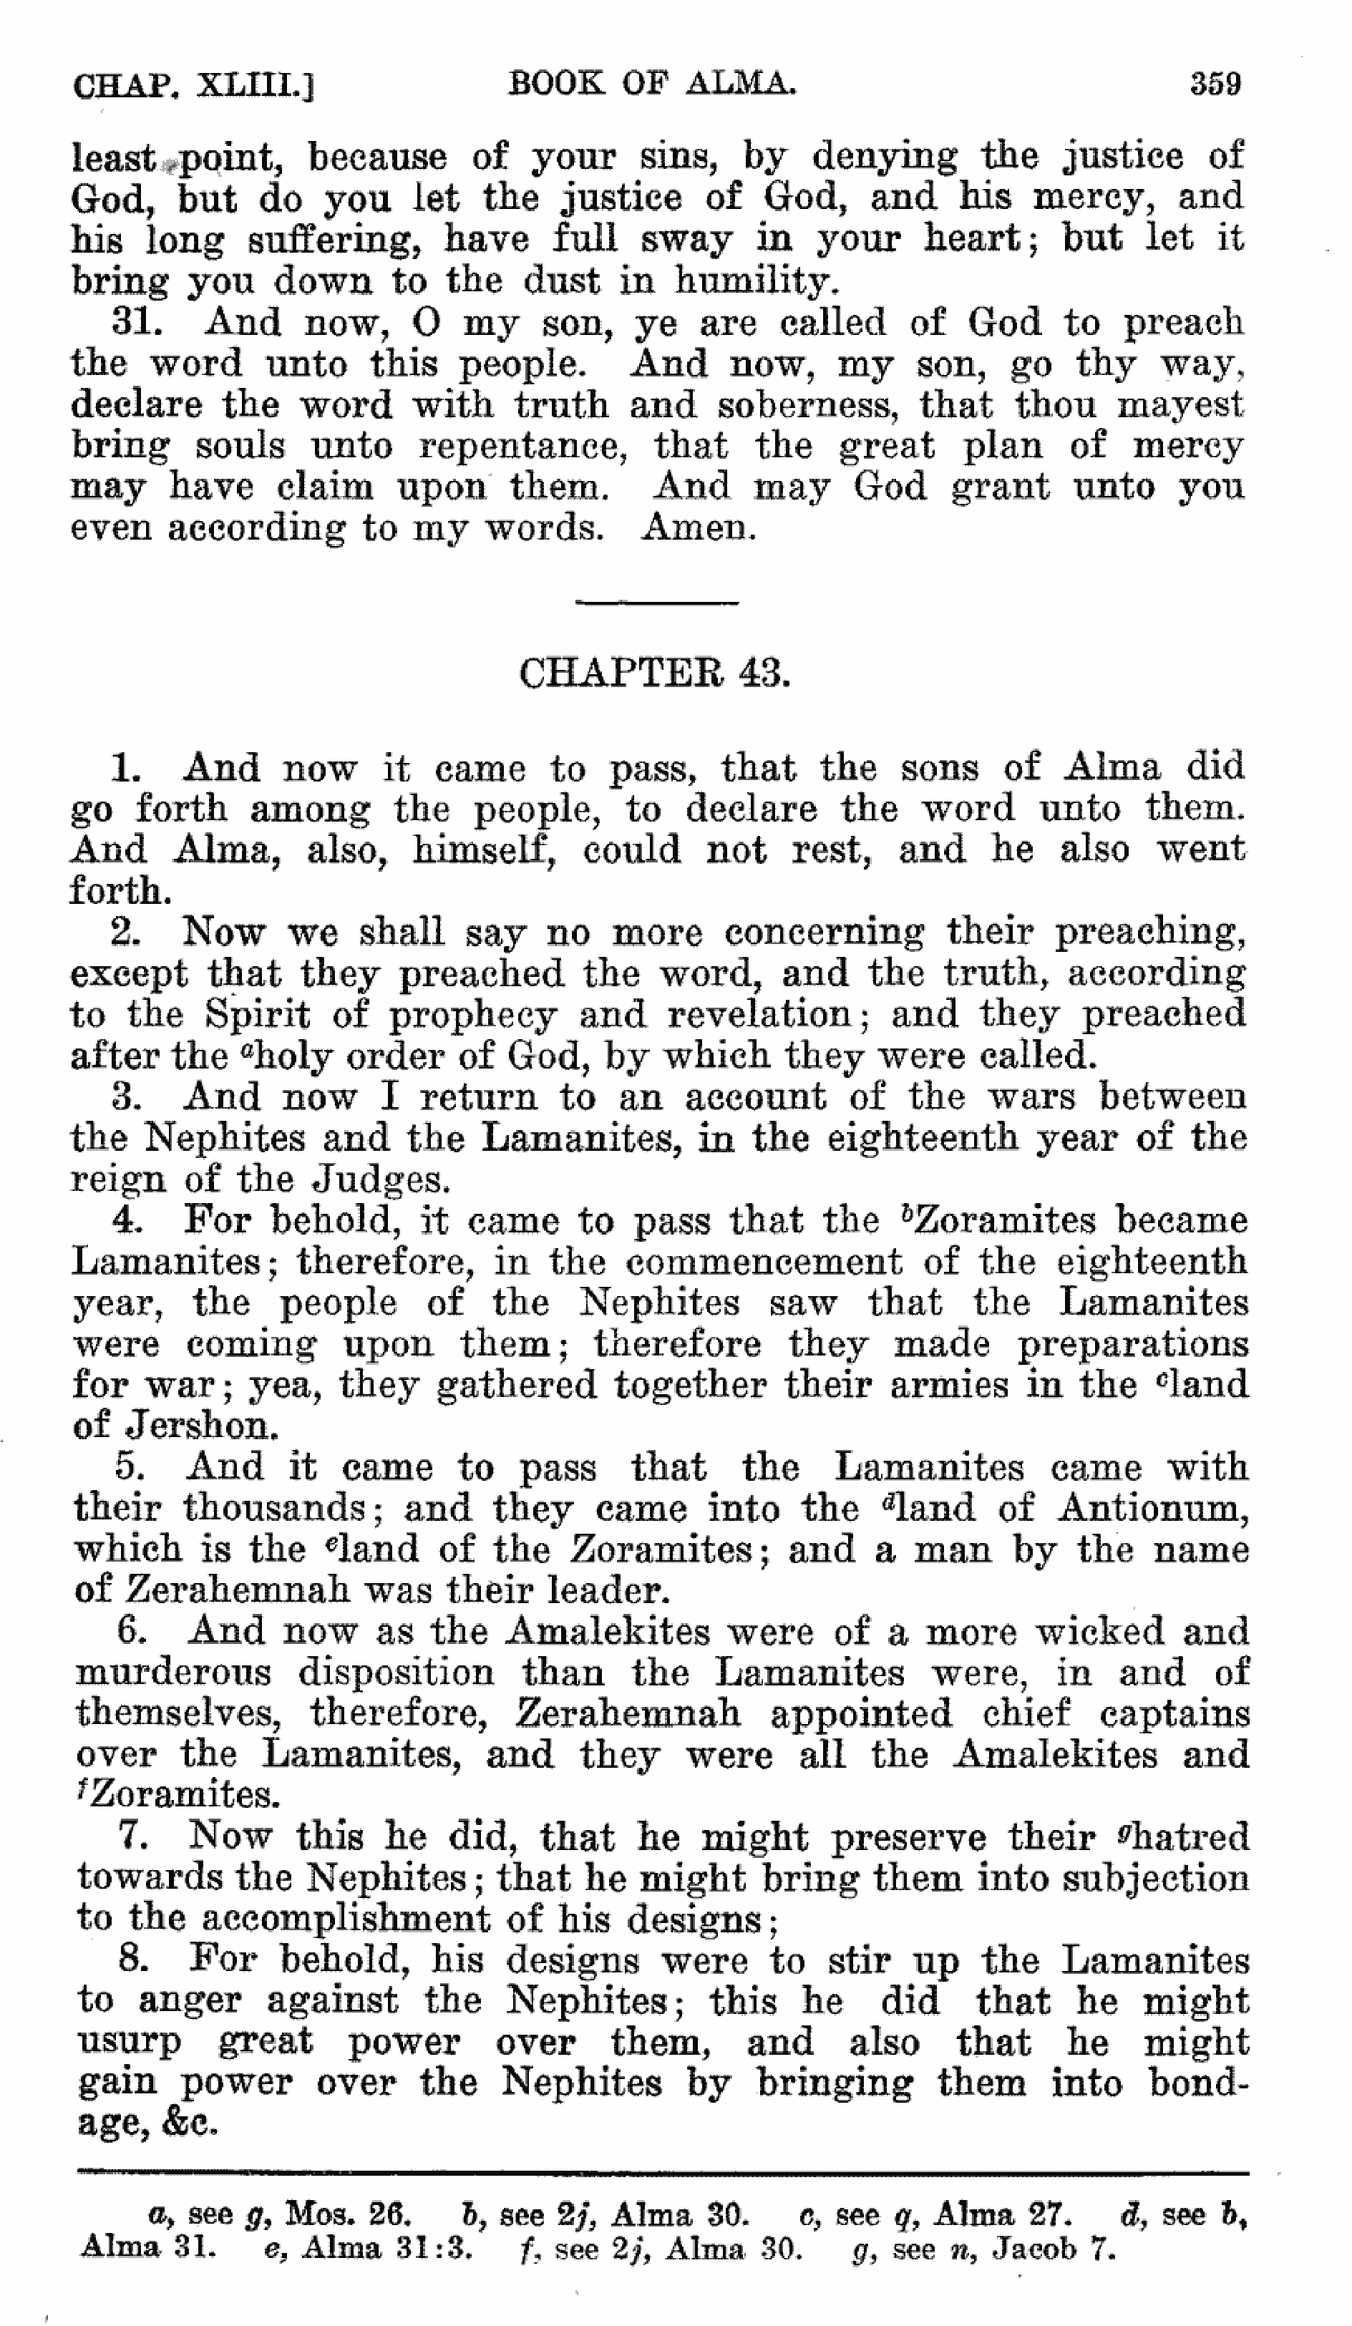 CHAP. XLIII.] BOOK OF ALMA. 359
least point, because of your sins, by denying the justice of
God, but do you let the justice of God, and his mercy, and
his long suffering, have full sway in your heart; but let it
bring you down to the dust in humility.
31. And now, O my son, ye are called of God to preach
the word unto this people. And now, my son, go thy way,
declare the word with truth and soberness, that thou mayest
bring souls unto repentance, that the great plan of mercy
may have claim upon them. And may God grant unto you
even according to my words. Amen.
CHAPTER 43.
1. And now it came to pass, that the sons of Alma did
go forth among the people, to declare the word unto them.
And Alma, also, himself, could not rest, and he also went
forth.
2. Now we shall say no more concerning their preaching,
except that they preached the word, and the truth, according
to the Spirit of prophecy and revelation; and they preached
after the ᵃholy order of God, by which they were called.
3. And now I return to an account of the wars between
the Nephites and the Lamanites, in the eighteenth year of the
reign of the Judges.
4. For behold, it came to pass that the ᵇZoramites became
Lamanites; therefore, in the commencement of the eighteenth
year, the people of the Nephites saw that the Lamanites
were coming upon them; therefore they made preparations
for war; yea, they gathered together their armies in the ᶜland
of Jershon.
5. And it came to pass that the Lamanites came with
their thousands; and they came into the ᵈland of Antionum,
which is the ᵉland of the Zoramites; and a man by the name
of Zerahemnah was their leader.
6. And now as the Amalekites were of a more wicked and
murderous disposition than the Lamanites were, in and of
themselves, therefore, Zerahemnah appointed chief captains
over the Lamanites, and they were all the Amalekites and
ᶠZoramites.
7. Now this he did, that he might preserve their ᵍhatred
towards the Nephites; that he might bring them into subjection
to the accomplishment of his designs;
8. For behold, his designs were to stir up the Lamanites
to anger against the Nephites; this he did that he might
usurp great power over them, and also that he might
gain power over the Nephites by bringing them into bond-
age, &c.
a, see g, Mos. 26. b, see 2j, Alma 30. c, see q, Alma 27. d, see b,
Alma 31. e, Alma 31:3. f, see 2j, Alma 30. g, see n, Jacob 7.